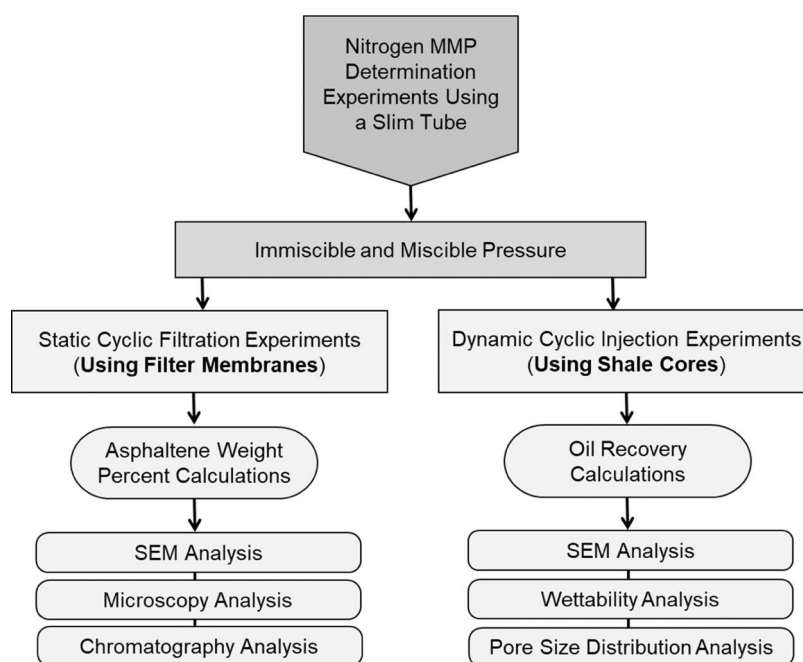 Nitrogen MMP
Determination
Experiments Using
a Slim Tube
Immiscible and Miscible Pressure
Static Cyclic Filtration Experiments
(Using Filter Membranes)
Asphaltene Weight
Percent Calculations
SEM Analysis
Microscopy Analysis
Chromatography Analysis
Dynamic Cyclic Injection Experiments
(Using Shale Cores)
Oil Recovery
Calculations
SEM Analysis
Wettability Analysis
Pore Size Distribution Analysis